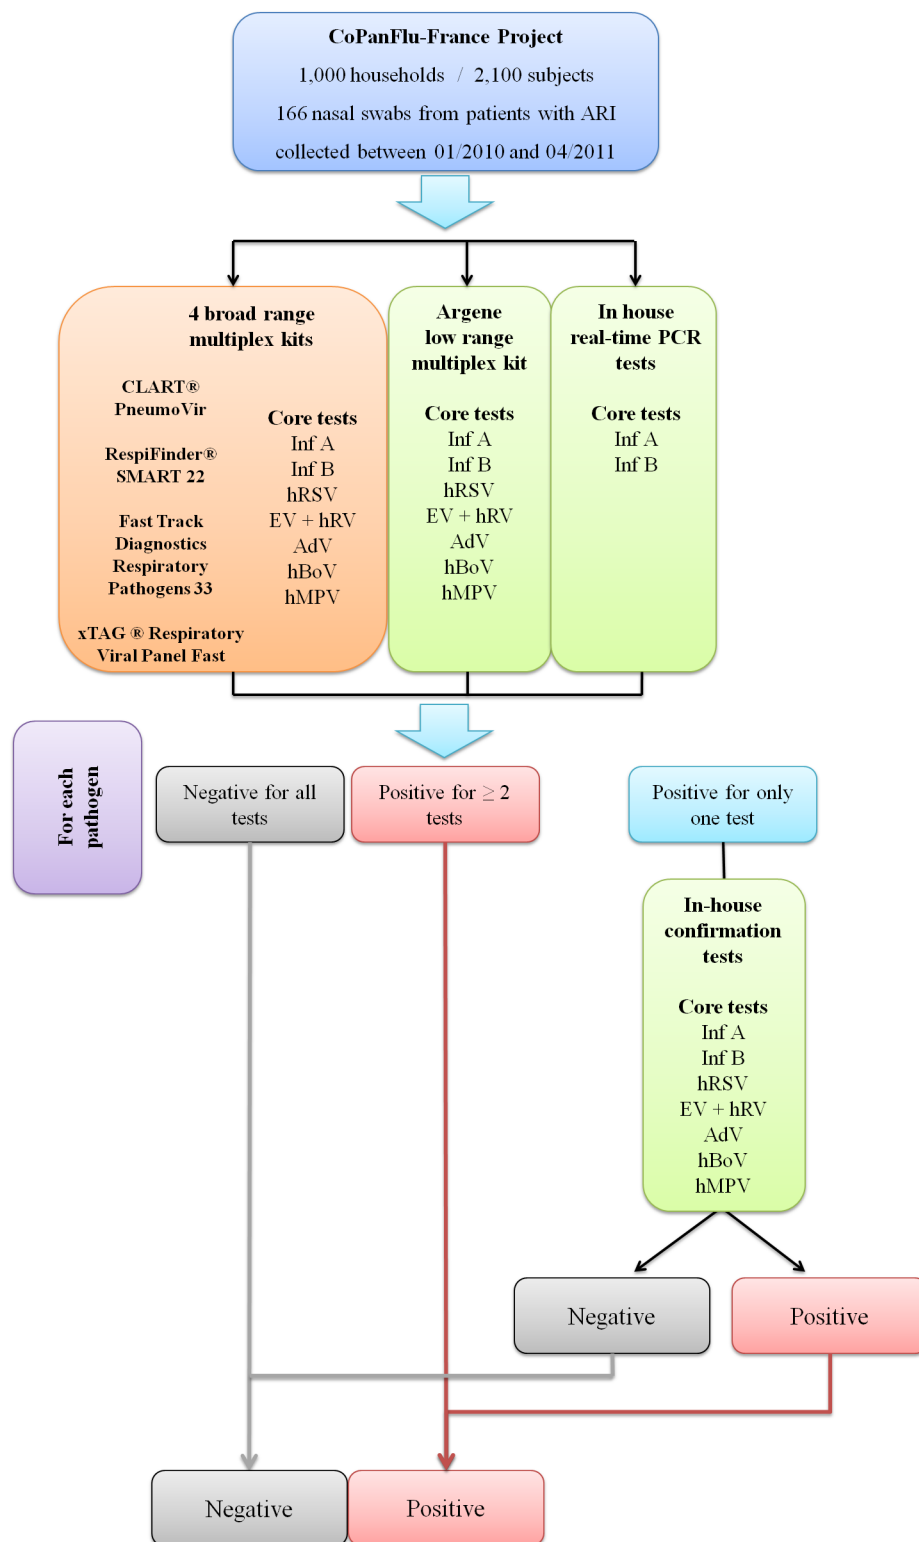 CoPanFlu-France Project
1,000 households / 2,100 subjects
166 nasal swabs from patients with ARI
collected between 01/2010 and 04/2011
4 broad range
multiplex kits
CLART®
PneumoVir
RespiFinder®
SMART 22
Fast Track
Diagnostics
Respiratory
Pathogens 33
xTAG ® Respiratory
Viral Panel Fast
Core tests
Inf A
Inf B
hRSV
EV + hRV
AdV
hBoV
hMPV
Argene
low range
multiplex kit
Core tests
Inf A
Inf B
hRSV
EV + hRV
AdV
hBoV
hMPV
In house
real-time PCR
tests
Core tests
Inf A
Inf B
For each
pathogen
Negative for all
tests
Positive for ≥ 2
tests
Positive for only
one test
In-house
confirmation
tests
Core tests
Inf A
Inf B
hRSV
EV + hRV
AdV
hBoV
hMPV
Negative
Positive
Negative
Positive